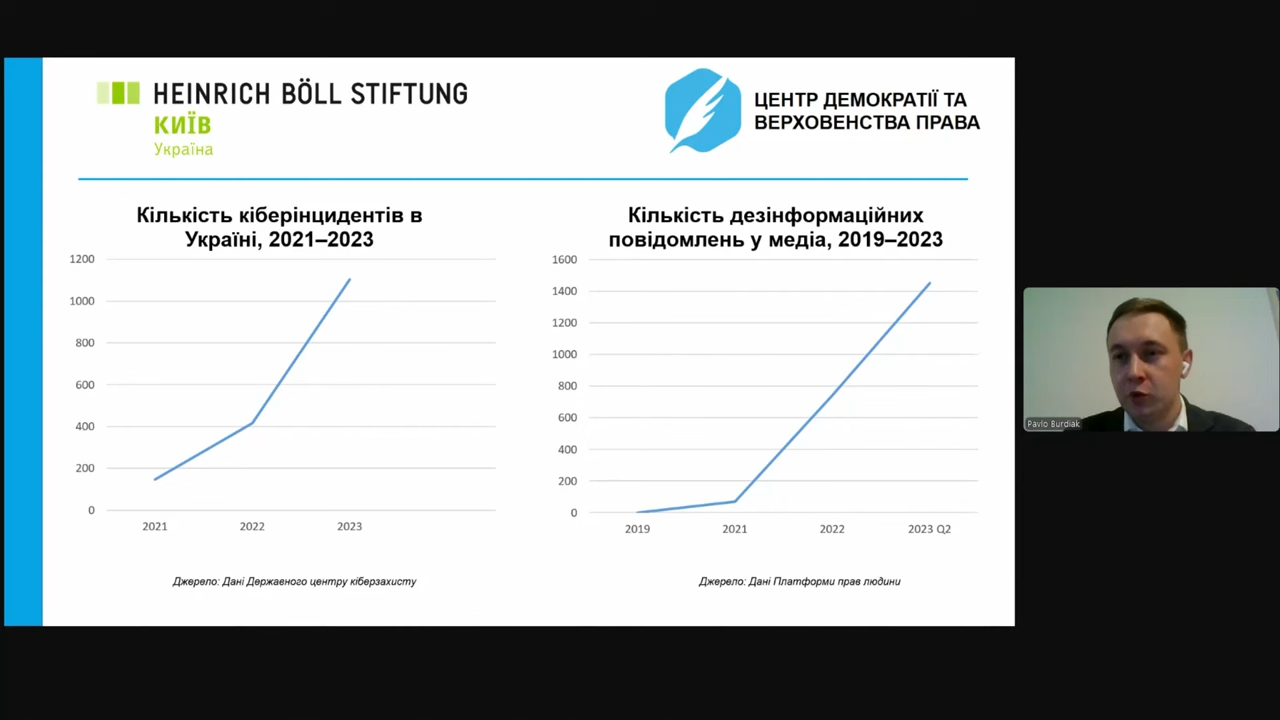 HEINRICH BÖLL STIFTUNG
КИЇВ
Україна
ЦЕНТР ДЕМОКРАТІЇ ТА
ВЕРХОВЕНСТВА ПРАВА
Кількість кіберінцидентів в
Україні, 2021–2023
1200
1000
800
600
400
200
0
2021 2022 2023
Джерело: Дані Державного центру кіберзахисту
Кількість дезінформаційних
повідомлень у медіа, 2019–2023
1600
1400
1200
1000
800
600
400
200
0
2019 2021 2022 2023 Q2
Джерело: Дані Платформи прав людини
Pavlo Burdiak